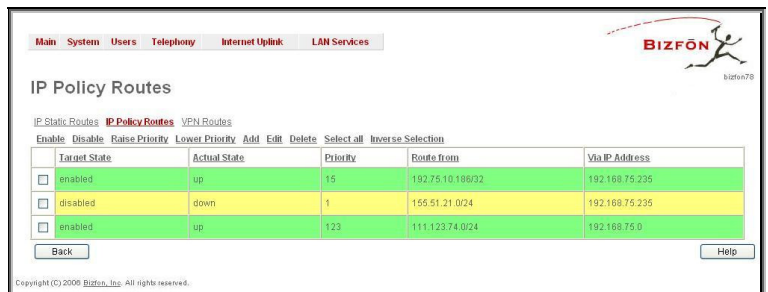 Main System Users Telephony Internet Uplink LAN Services
BIZFŌN
bizfon78
IP Policy Routes
IP Static Routes IP Policy Routes VPN Routes
Enable Disable Raise Priority Lower Priority Add Edit Delete Select all Inverse Selection
Target State Actual State Priority Route from Via IP Address
enabled up 15 192.75.10.186/32 192.168.75.235
disabled down 1 155.51.21.0/24 192.168.75.235
enabled up 123 111.123.74.0/24 192.168.75.0
Back Help
Copyright (C) 2006 Bizfon, Inc. All rights reserved.